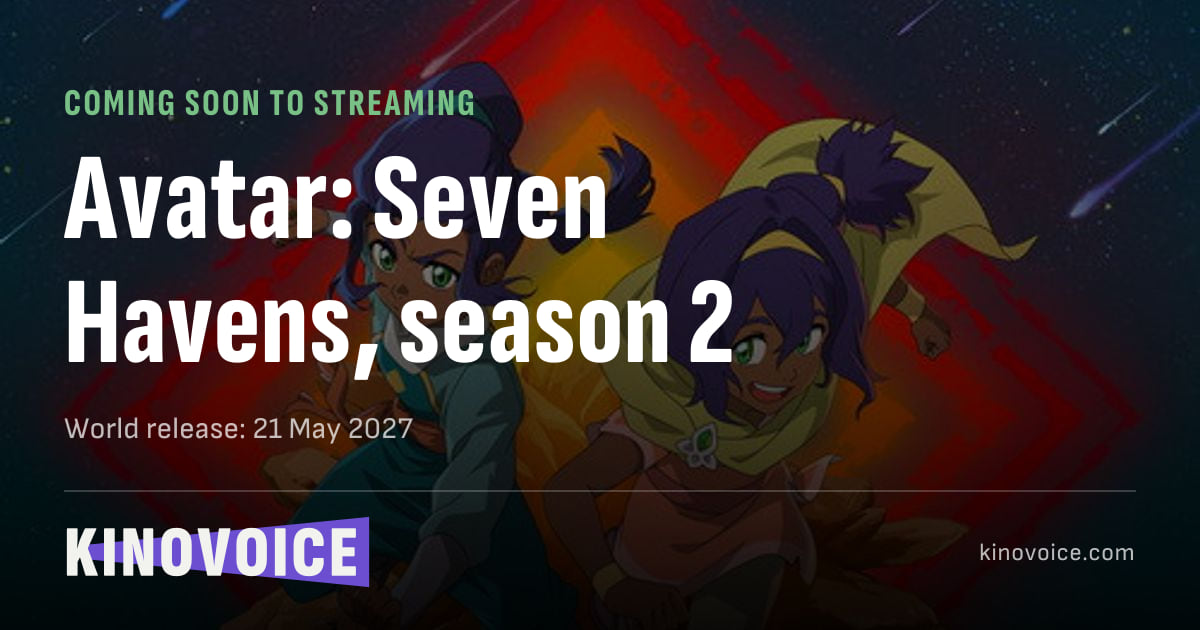 COMING SOON TO STREAMING
Avatar: Seven
Havens, season 2
World release: 21 May 2027
KINOVOICE
kinovoice.com